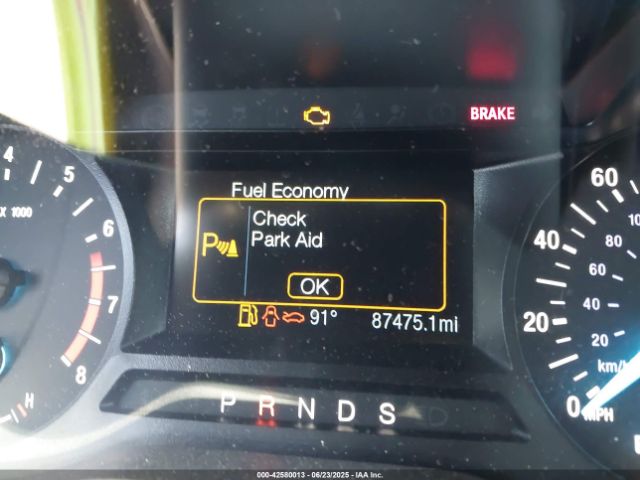 BRAKE
4
5
x 1000
6
7
8
H
Fuel Economy
Check
Park Aid
P
OK
91° 87475.1mi
P R N D S
60
40
20
0
MPH
80
60
40
20
km/h
000-42580013 - 06/23/2025 - IAA Inc.